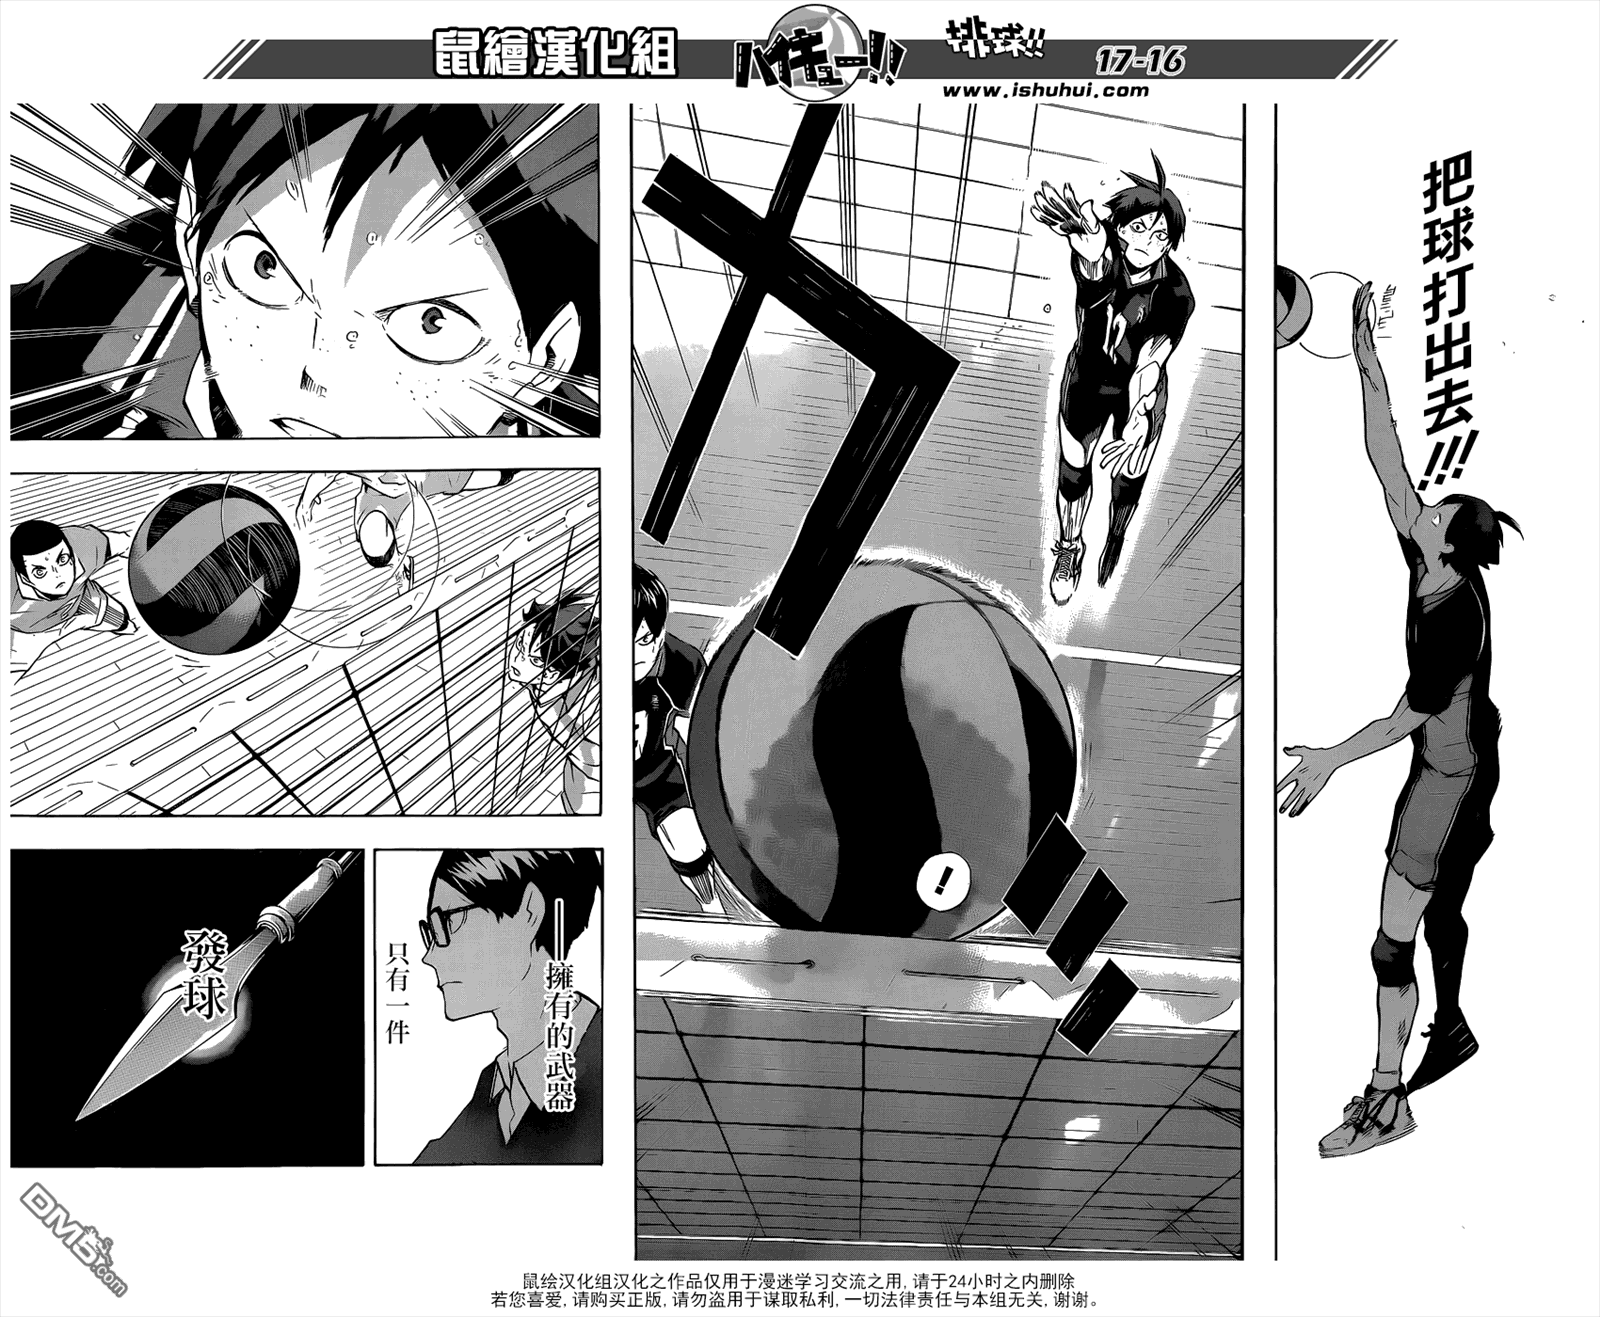 鼠繪漢化組
ハイキュー!!
排球!!
17-16
www.ishuhui.com
把球打出去!!!
カ
!
——擁有的武器
只有一件
發球
鼠绘汉化组汉化之作品仅用于漫迷学习交流之用,请于24小时之内删除
若您喜爱,请购买正版,请勿盗用于谋取私利,一切法律责任与本组无关,谢谢。
DM5.com